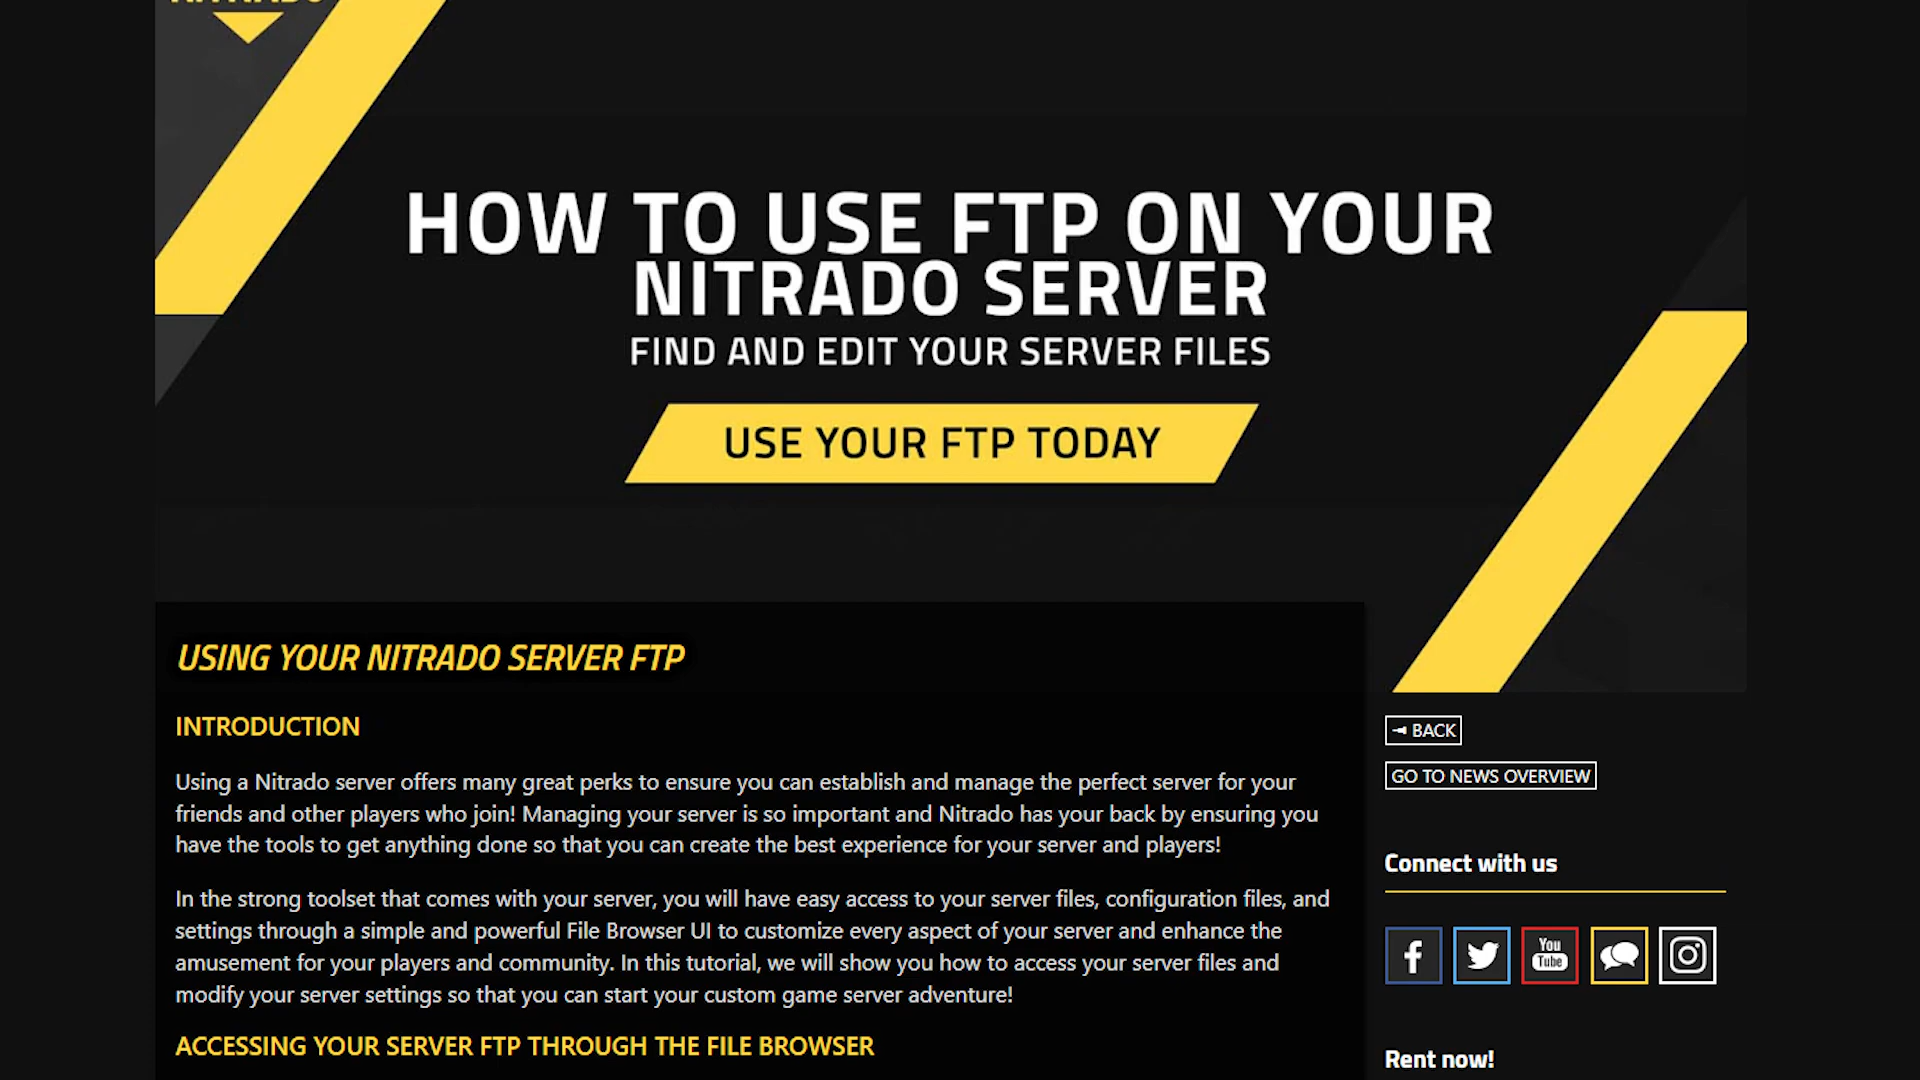 HOW TO USE FTP ON YOUR
NITRADO SERVER
FIND AND EDIT YOUR SERVER FILES
USE YOUR FTP TODAY
USING YOUR NITRADO SERVER FTP
INTRODUCTION
Using a Nitrado server offers many great perks to ensure you can establish and manage the perfect server for your
friends and other players who join! Managing your server is so important and Nitrado has your back by ensuring you
have the tools to get anything done so that you can create the best experience for your server and players!
In the strong toolset that comes with your server, you will have easy access to your server files, configuration files, and
settings through a simple and powerful File Browser UI to customize every aspect of your server and enhance the
amusement for your players and community. In this tutorial, we will show you how to access your server files and
modify your server settings so that you can start your custom game server adventure!
ACCESSING YOUR SERVER FTP THROUGH THE FILE BROWSER
BACK
GO TO NEWS OVERVIEW
Connect with us
You
Tube
Rent now!